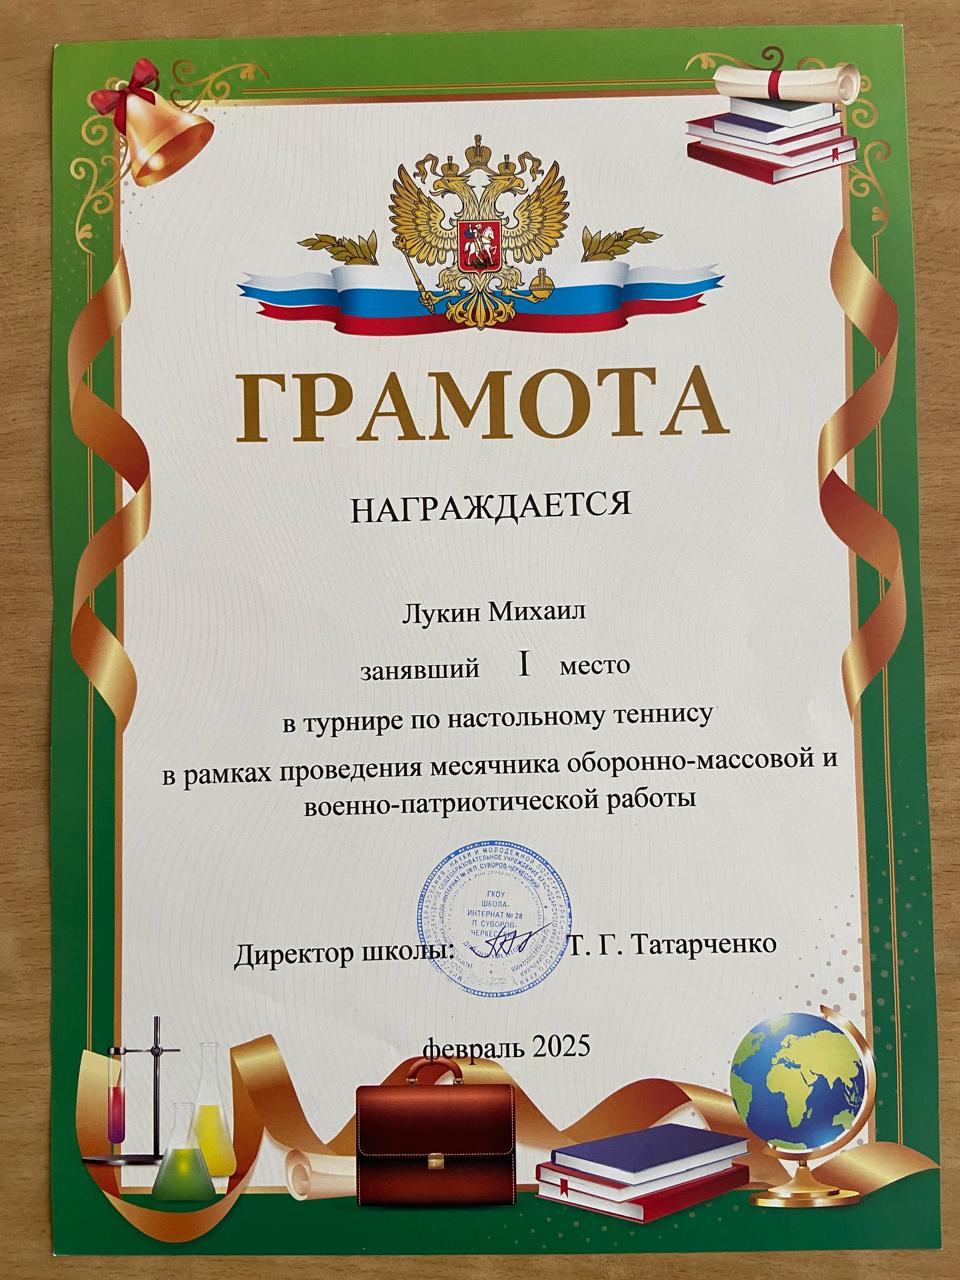 ГРАМОТА
НАГРАЖДАЕТСЯ
Лукин Михаил
занявший I место
в турнире по настольному теннису
в рамках проведения месячника оборонно-массовой и
военно-патриотической работы
ГКОУ
ШКОЛА-
ИНТЕРНАТ № 28
П. СУВОРОВ-
ЧЕРКЕС
Директор школы: Т. Г. Татарченко
февраль 2025